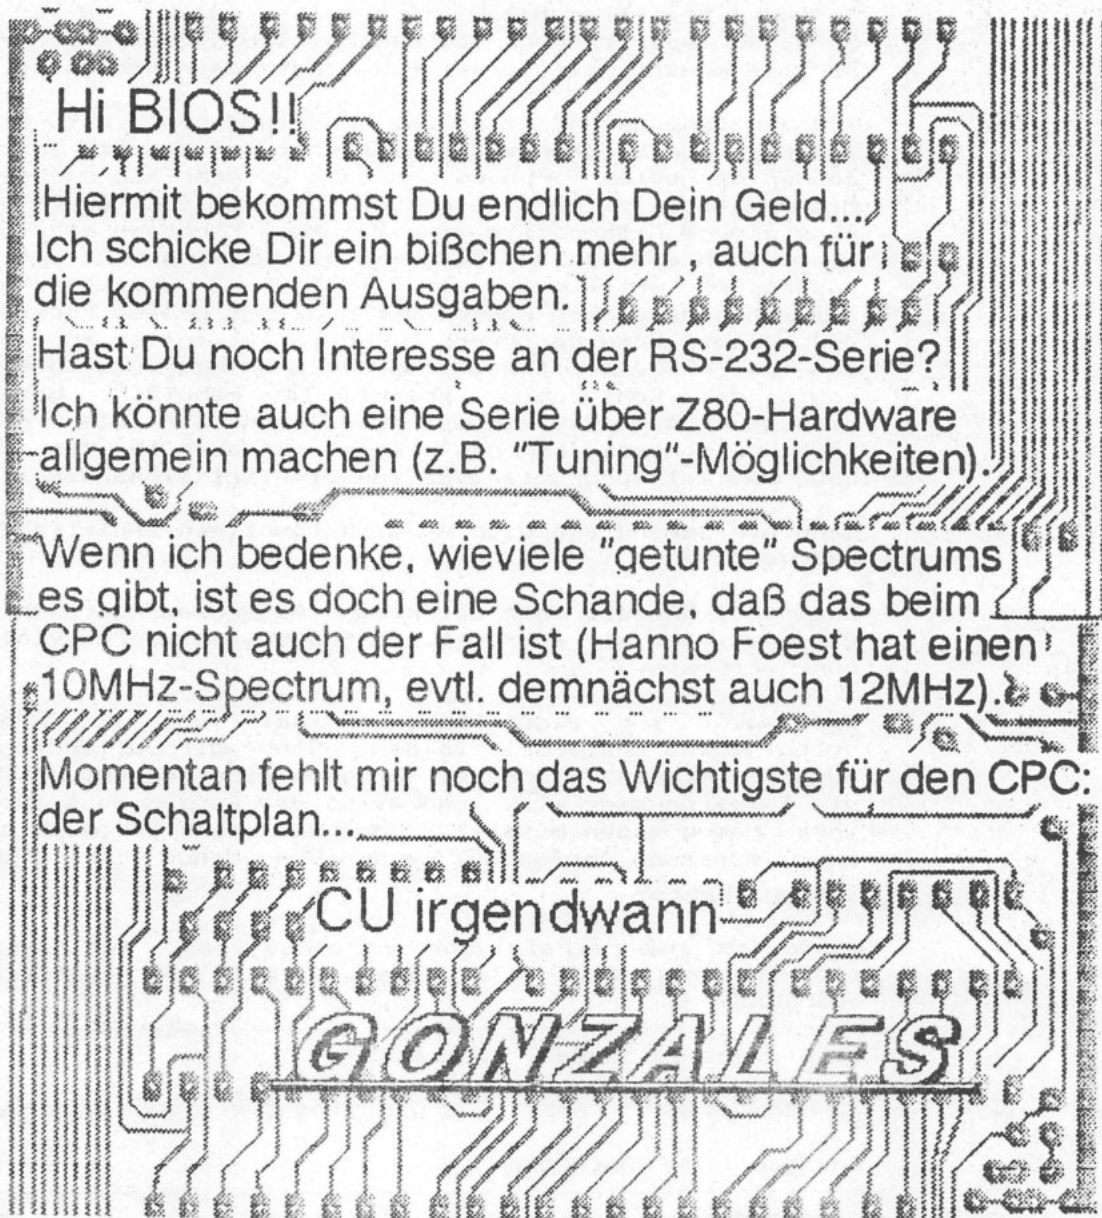 Hi BIOS!!
Hiermit bekommst Du endlich Dein Geld...
Ich schicke Dir ein bißchen mehr , auch für
die kommenden Ausgaben.
Hast Du noch Interesse an der RS-232-Serie?
Ich könnte auch eine Serie über Z80-Hardware
allgemein machen (z.B. "Tuning"-Möglichkeiten).
Wenn ich bedenke, wieviele "getunte" Spectrums
es gibt, ist es doch eine Schande, daß das beim
CPC nicht auch der Fall ist (Hanno Foest hat einen
10MHz-Spectrum, evtl. demnächst auch 12MHz).
Momentan fehlt mir noch das Wichtigste für den CPC:
der Schaltplan...
CU irgendwann
GONZALES